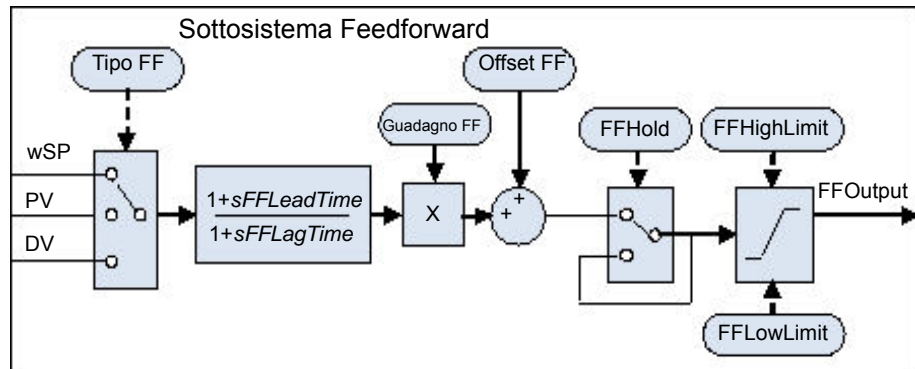 Sottosistema Feedforward
Tipo FF
Offset FF
Guadagno FF
FFHold
FFHighLimit
wSP
PV
DV
1+sFFLeadTime
1+sFFLagTime
X
+
+
FFOutput
FFLowLimit